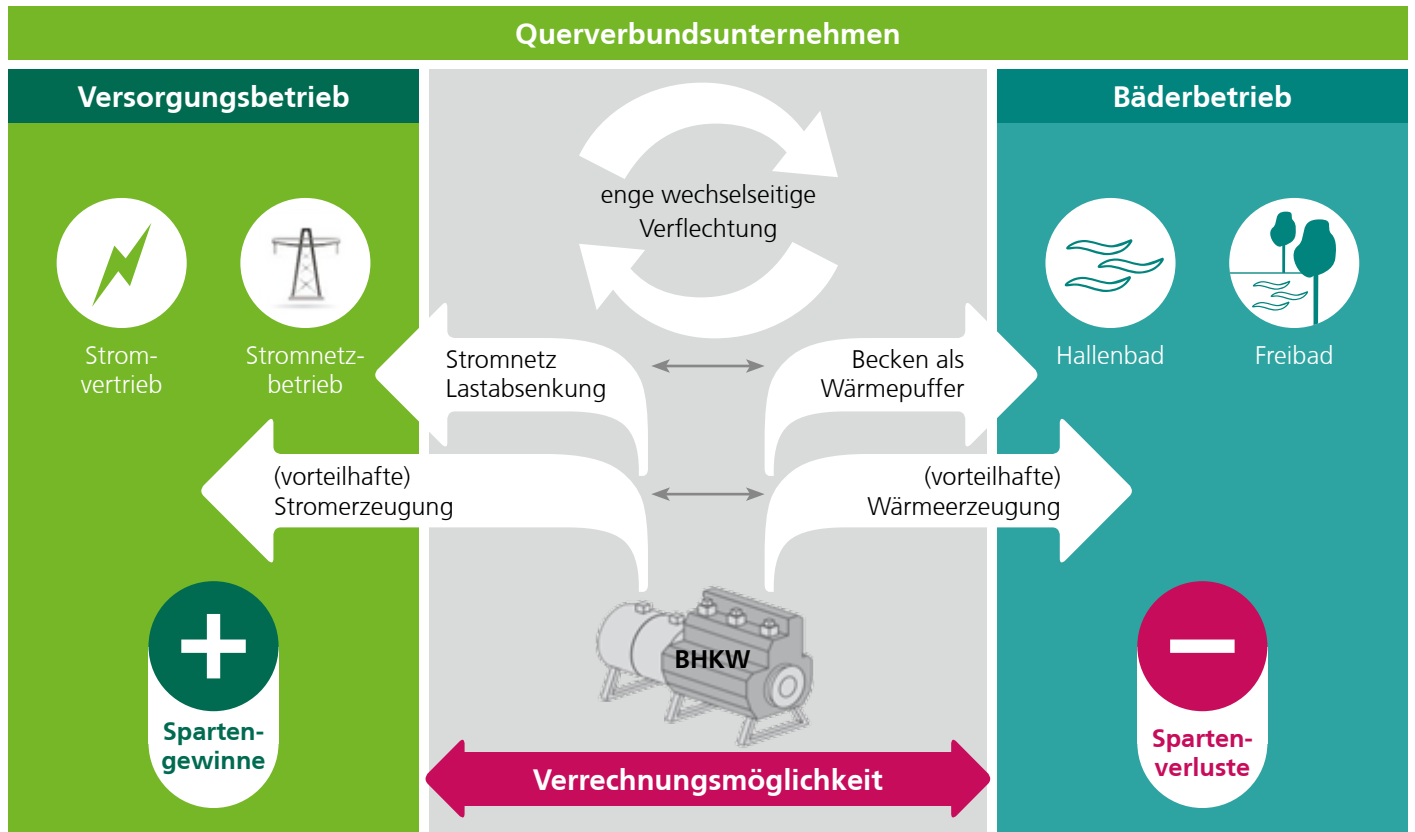 Querverbundsunternehmen
Versorgungsbetrieb
Bäderbetrieb
enge wechselseitige
Verflechtung
Strom-
vertrieb
Stromnetz-
betrieb
Stromnetz
Lastabsenkung
Becken als
Wärmepuffer
Hallenbad
Freibad
(vorteilhafte)
Stromerzeugung
(vorteilhafte)
Wärmeerzeugung
BHKW
Sparten-
gewinne
Sparten-
verluste
Verrechnungsmöglichkeit